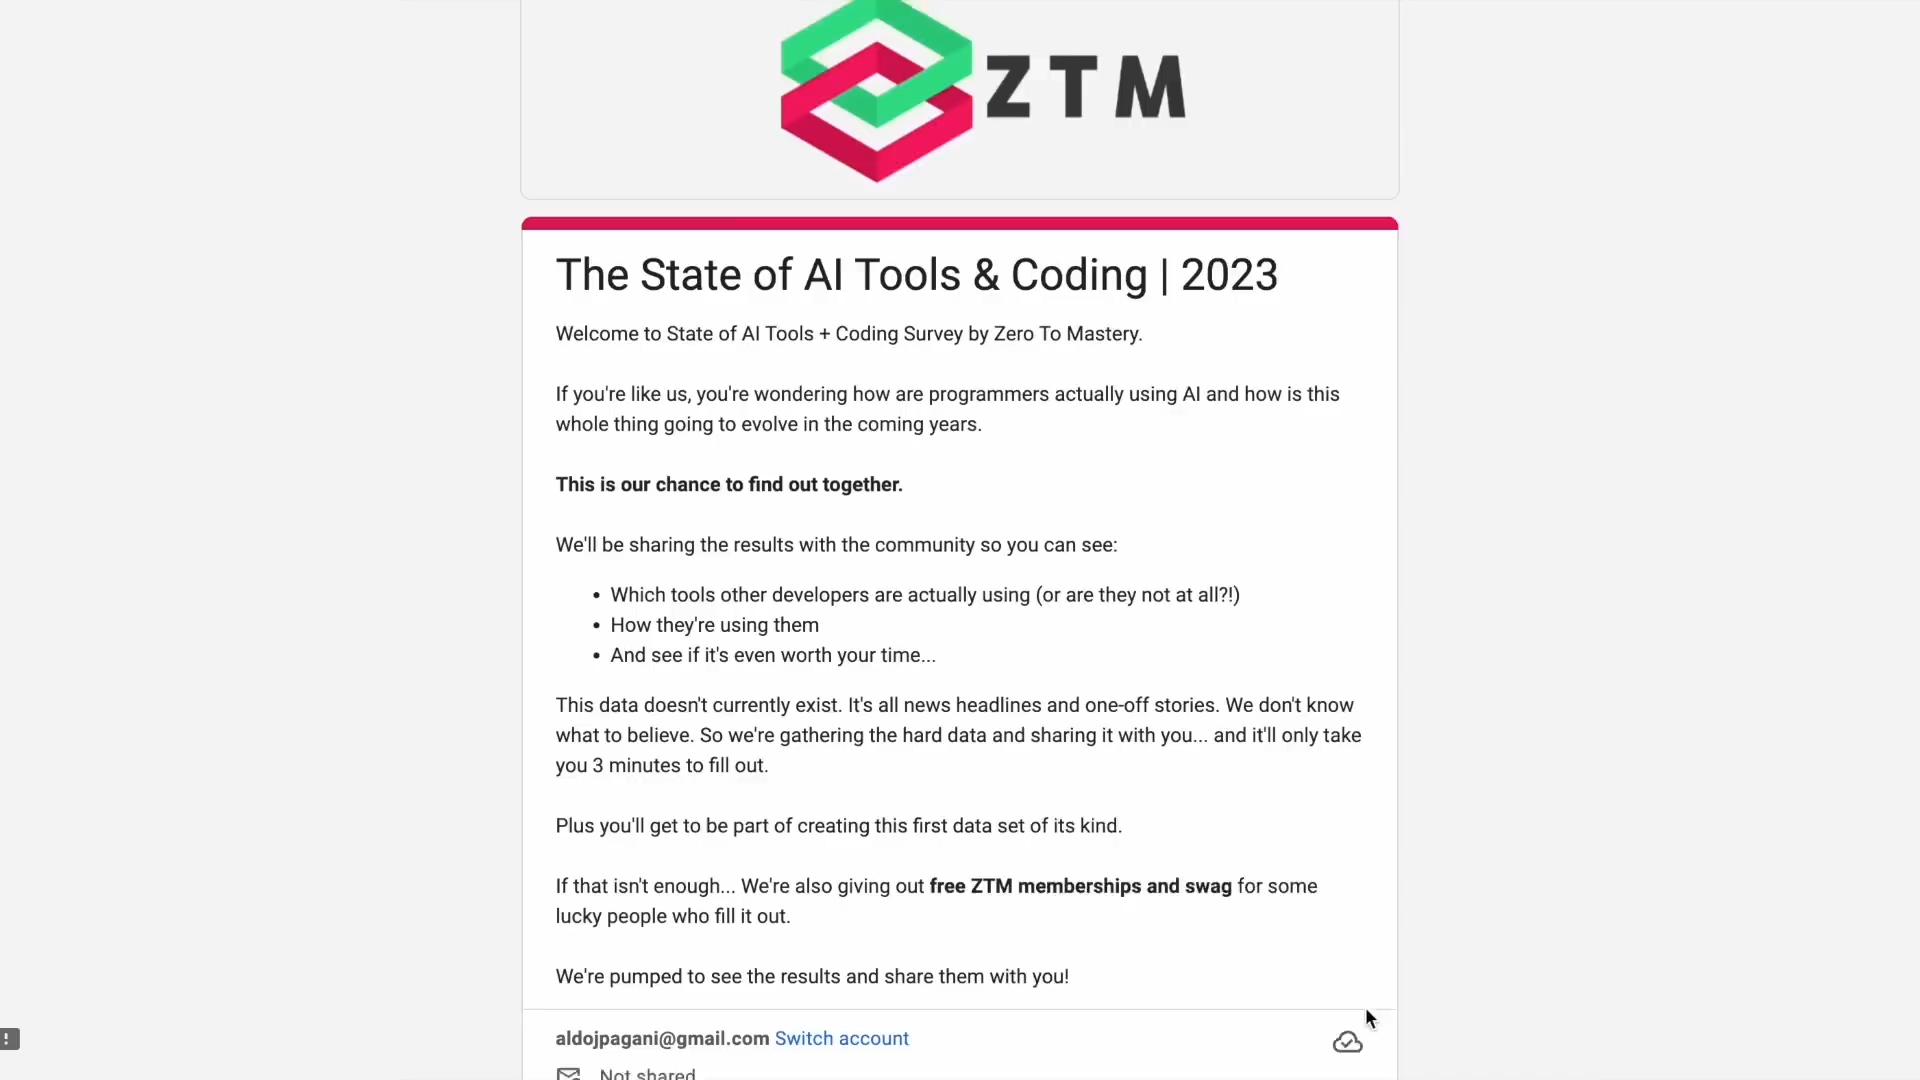 ZTM
The State of AI Tools & Coding | 2023
Welcome to State of AI Tools + Coding Survey by Zero To Mastery.
If you're like us, you're wondering how are programmers actually using AI and how is this
whole thing going to evolve in the coming years.
This is our chance to find out together.
We'll be sharing the results with the community so you can see:
• Which tools other developers are actually using (or are they not at all?!)
• How they're using them
• And see if it's even worth your time...
This data doesn't currently exist. It's all news headlines and one-off stories. We don't know
what to believe. So we're gathering the hard data and sharing it with you... and it'll only take
you 3 minutes to fill out.
Plus you'll get to be part of creating this first data set of its kind.
If that isn't enough... We're also giving out free ZTM memberships and swag for some
lucky people who fill it out.
We're pumped to see the results and share them with you!
aldojpagani@gmail.com Switch account
Not shared
!